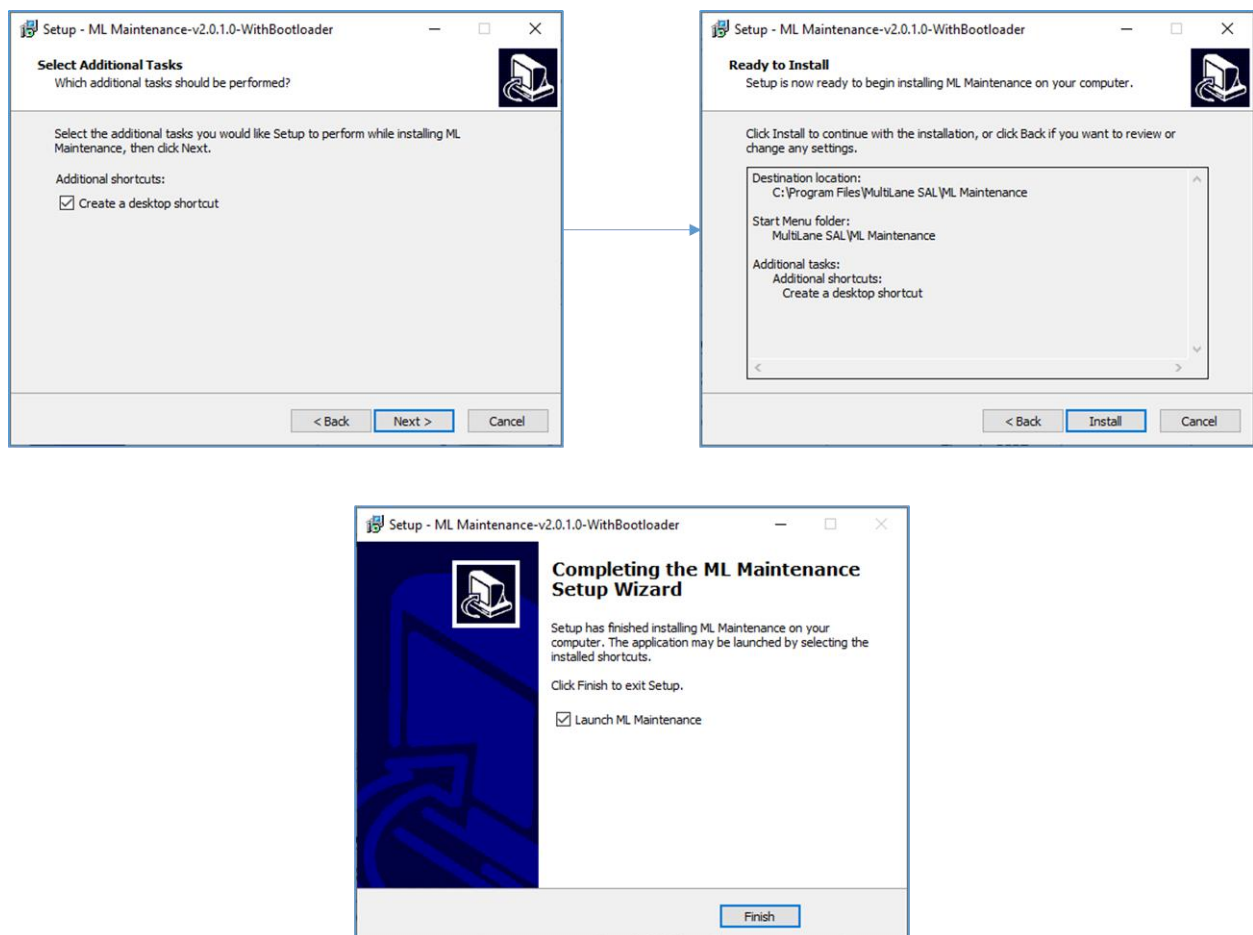 Setup - ML Maintenance-v2.0.1.0-WithBootloader
Select Additional Tasks
Which additional tasks should be performed?
Select the additional tasks you would like Setup to perform while installing ML
Maintenance, then click Next.
Additional shortcuts:
Create a desktop shortcut
< Back Next > Cancel
Setup - ML Maintenance-v2.0.1.0-WithBootloader
Ready to Install
Setup is now ready to begin installing ML Maintenance on your computer.
Click Install to continue with the installation, or click Back if you want to review or
change any settings.
Destination location:
C:\Program Files\MultiLane SAL\ML Maintenance
Start Menu folder:
MultiLane SAL\ML Maintenance
Additional tasks:
Additional shortcuts:
Create a desktop shortcut
< Back Install Cancel
Setup - ML Maintenance-v2.0.1.0-WithBootloader
Completing the ML Maintenance
Setup Wizard
Setup has finished installing ML Maintenance on your
computer. The application may be launched by selecting the
installed shortcuts.
Click Finish to exit Setup.
Launch ML Maintenance
Finish